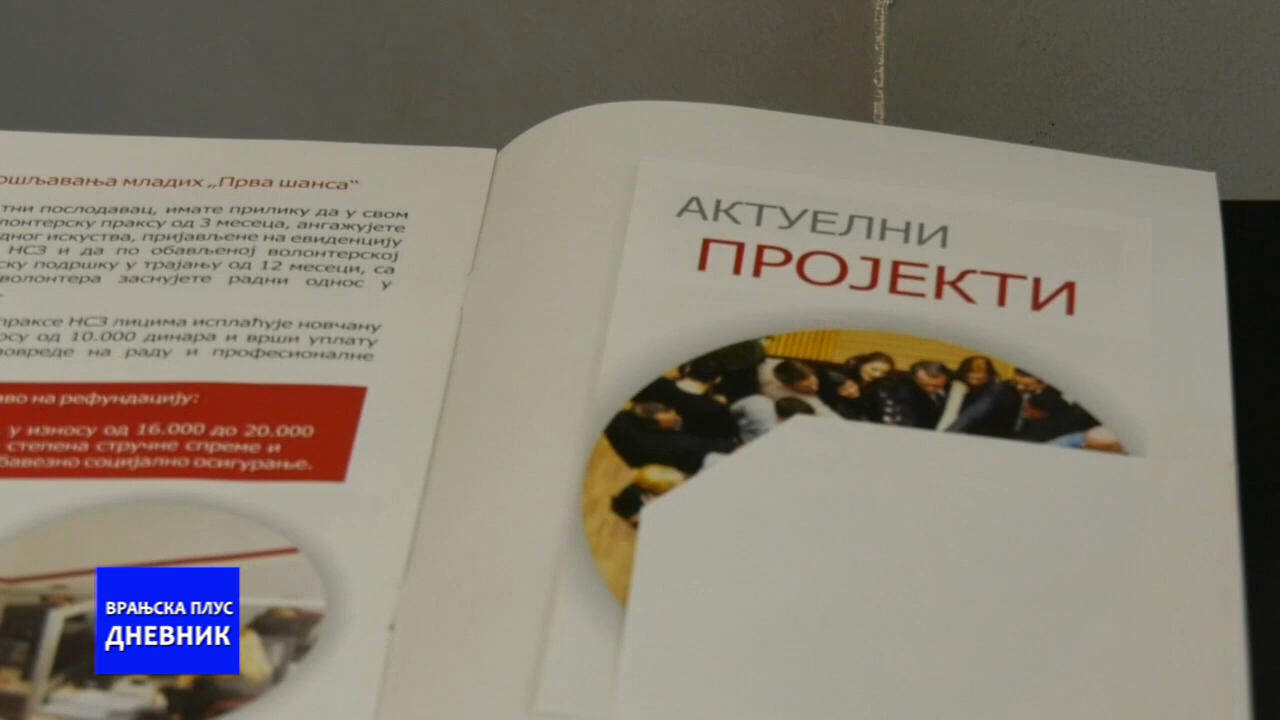 ошљавања младих „Прва шанса“
тни послодавац, имате прилику да у свом
лонтерску праксу од 3 месеца, ангажујете
дног искуства, пријављене на евиденцију
НСЗ и да по обављеној волонтерској
ску подршку у трајању од 12 месеци, са
волонтера заснујете радни однос у
праксе НСЗ лицима исплаћује новчану
осу од 10.000 динара и врши уплату
повреде на раду и професионалне
аво на рефундацију:
у износу од 16.000 до 20.000
степена стручне спреме и
бавезно социјално осигурање.
АКТУЕЛНИ
ПРОЈЕКТИ
ВРАЊСКА ПЛУС
ДНЕВНИК